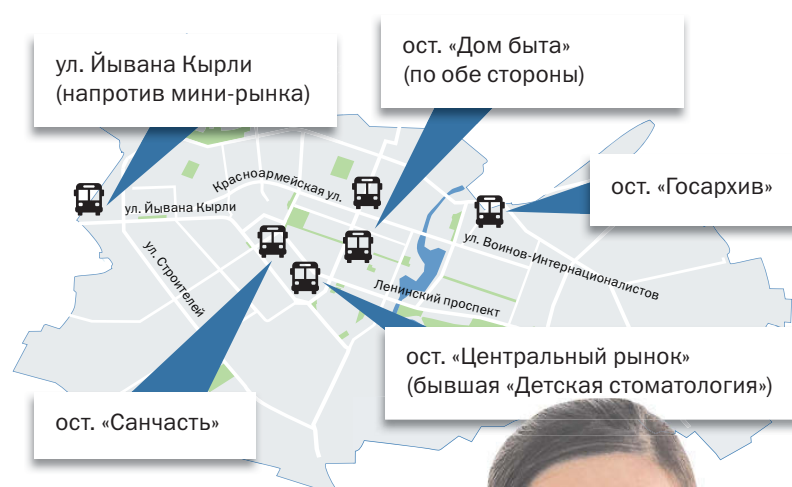 ул. Йывана Кырли
(напротив мини-рынка)
ост. «Дом быта»
(по обе стороны)
ост. «Госархив»
Красноармейская ул.
ул. Йывана Кырли
ул. Строителей
ул. Воинов-Интернационалистов
Ленинский проспект
ост. «Центральный рынок»
(бывшая «Детская стоматология»)
ост. «Санчасть»